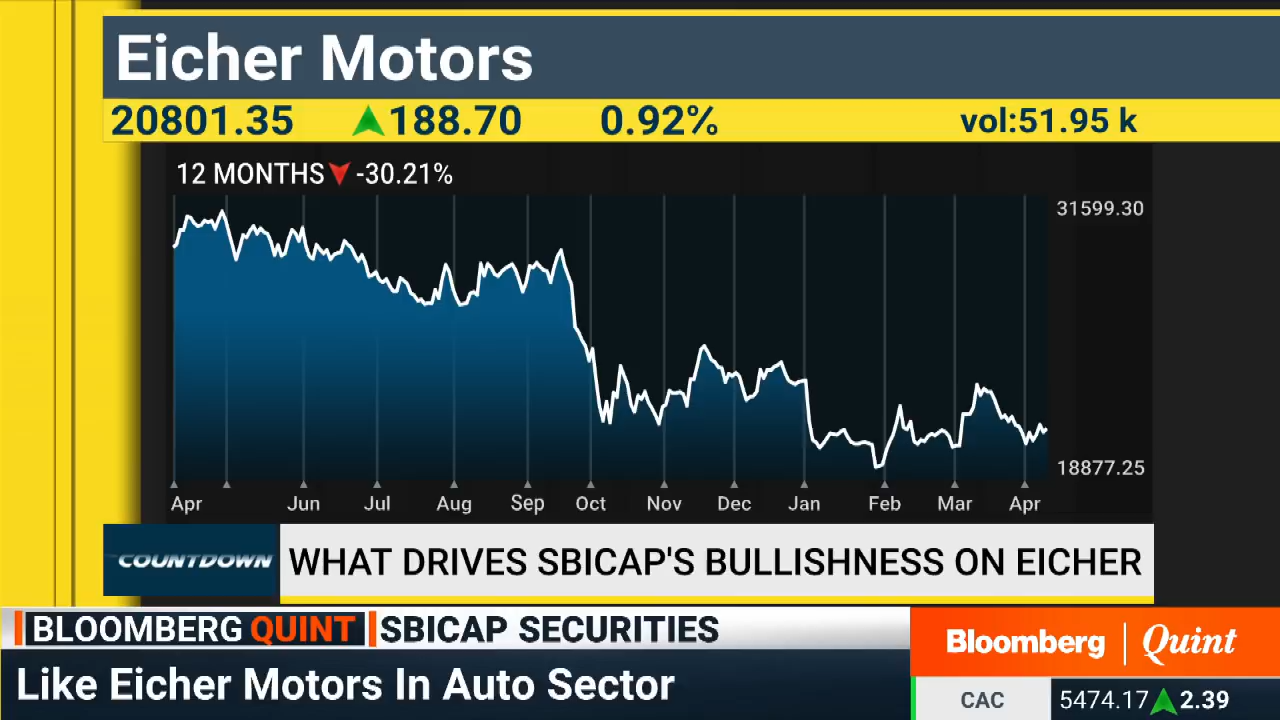 Eicher Motors
20801.35 188.70 0.92% vol:51.95 k
12 MONTHS -30.21%
31599.30
18877.25
Apr Jun Jul Aug Sep Oct Nov Dec Jan Feb Mar Apr
COUNTDOWN WHAT DRIVES SBICAP'S BULLISHNESS ON EICHER
BLOOMBERG QUINT SBICAP SECURITIES
Like Eicher Motors In Auto Sector
Bloomberg Quint
CAC 5474.17 2.39